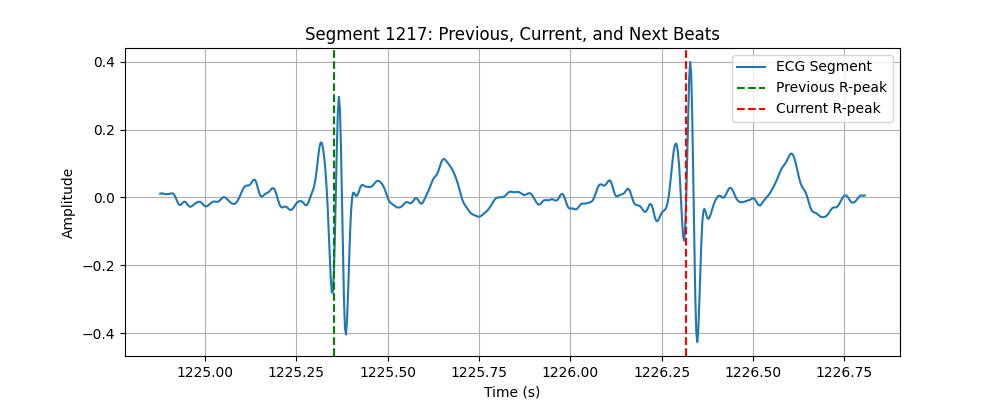 Segment 1217: Previous, Current, and Next Beats
ECG Segment
Previous R-peak
Current R-peak
Amplitude
0.4
0.2
0.0
−0.2
−0.4
1225.00 1225.25 1225.50 1225.75 1226.00 1226.25 1226.50 1226.75
Time (s)